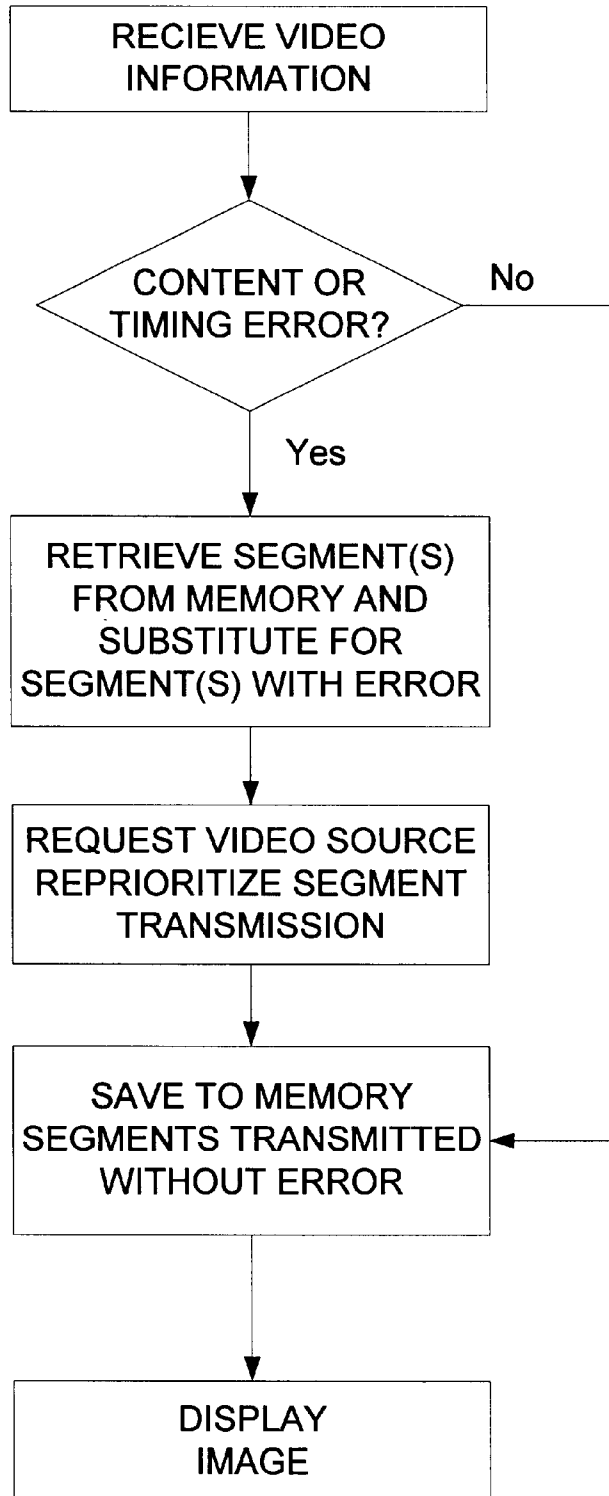 RECIEVE VIDEO
INFORMATION
CONTENT OR
TIMING ERROR?
No
Yes
RETRIEVE SEGMENT(S)
FROM MEMORY AND
SUBSTITUTE FOR
SEGMENT(S) WITH ERROR
REQUEST VIDEO SOURCE
REPRIORITIZE SEGMENT
TRANSMISSION
SAVE TO MEMORY
SEGMENTS TRANSMITTED
WITHOUT ERROR
DISPLAY
IMAGE